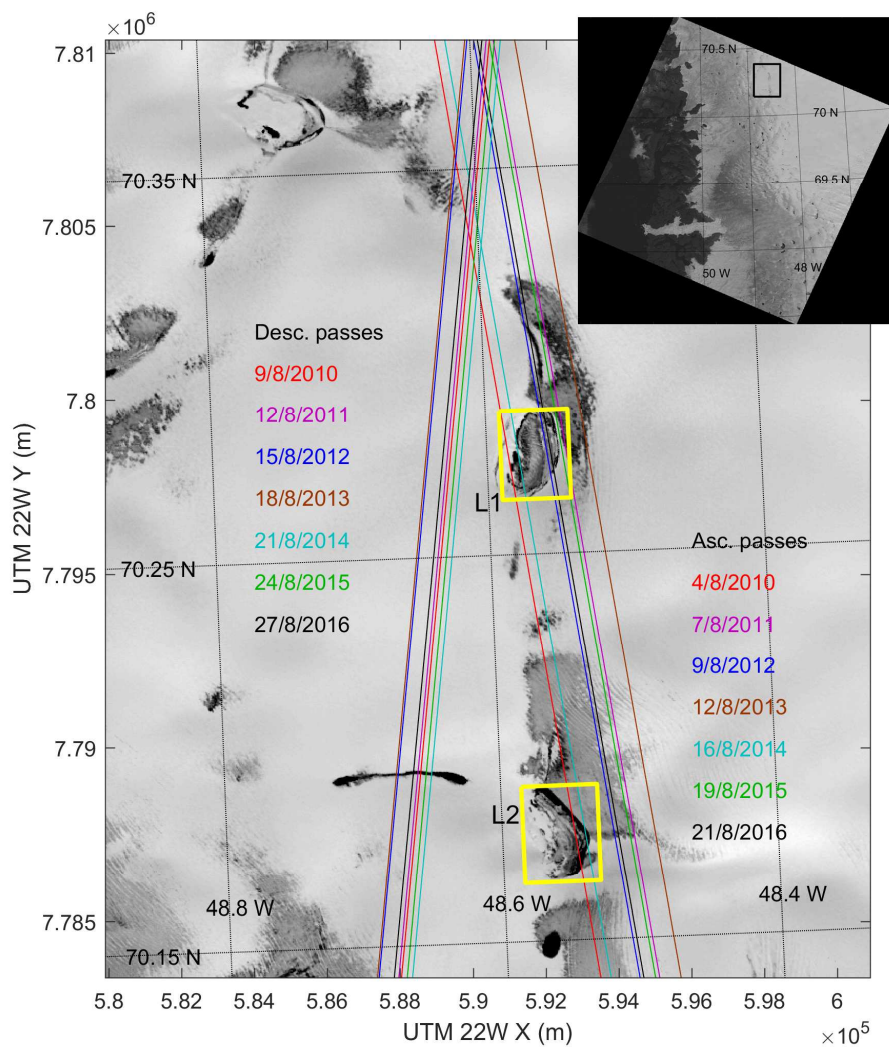 ×10⁶
7.81
7.805
7.8
7.795
7.79
7.785
UTM 22W Y (m)
70.35 N
70.25 N
70.15 N
Desc. passes
9/8/2010
12/8/2011
15/8/2012
18/8/2013
21/8/2014
24/8/2015
27/8/2016
L1
L2
Asc. passes
4/8/2010
7/8/2011
9/8/2012
12/8/2013
16/8/2014
19/8/2015
21/8/2016
48.8 W
48.6 W
48.4 W
70.5 N
70 N
69.5 N
50 W
48 W
5.8 5.82 5.84 5.86 5.88 5.9 5.92 5.94 5.96 5.98 6
UTM 22W X (m)
×10⁵